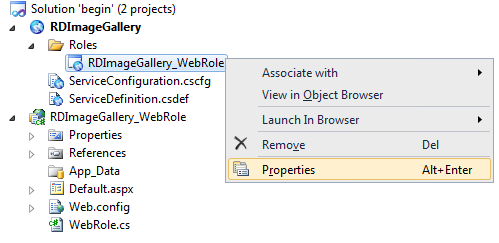 Solution 'begin' (2 projects)
RDImageGallery
Roles
RDImageGallery_WebRole
ServiceConfiguration.cscfg
ServiceDefinition.csdef
RDImageGallery_WebRole
Properties
References
App_Data
Default.aspx
Web.config
WebRole.cs
Associate with
View in Object Browser
Launch In Browser
Remove Del
Properties Alt+Enter